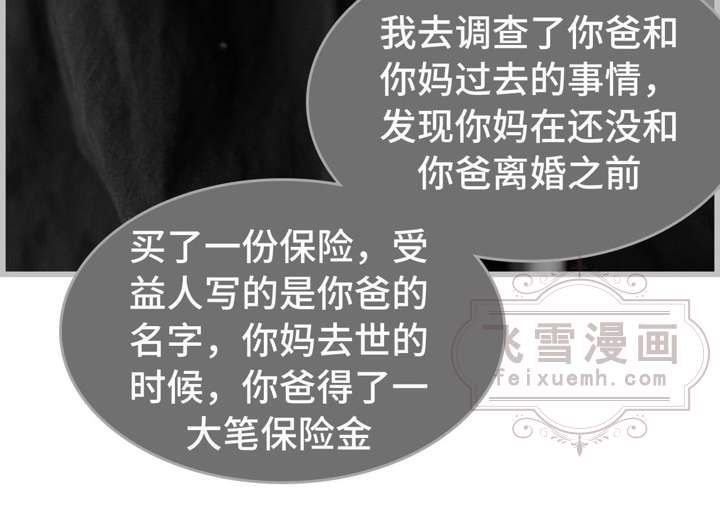 我去调查了你爸和
你妈过去的事情，
发现你妈在还没和
你爸离婚之前
买了一份保险，受
益人写的是你爸的
名字，你妈去世的
时候，你爸得了一
大笔保险金
飞雪漫画
feixuemh.com